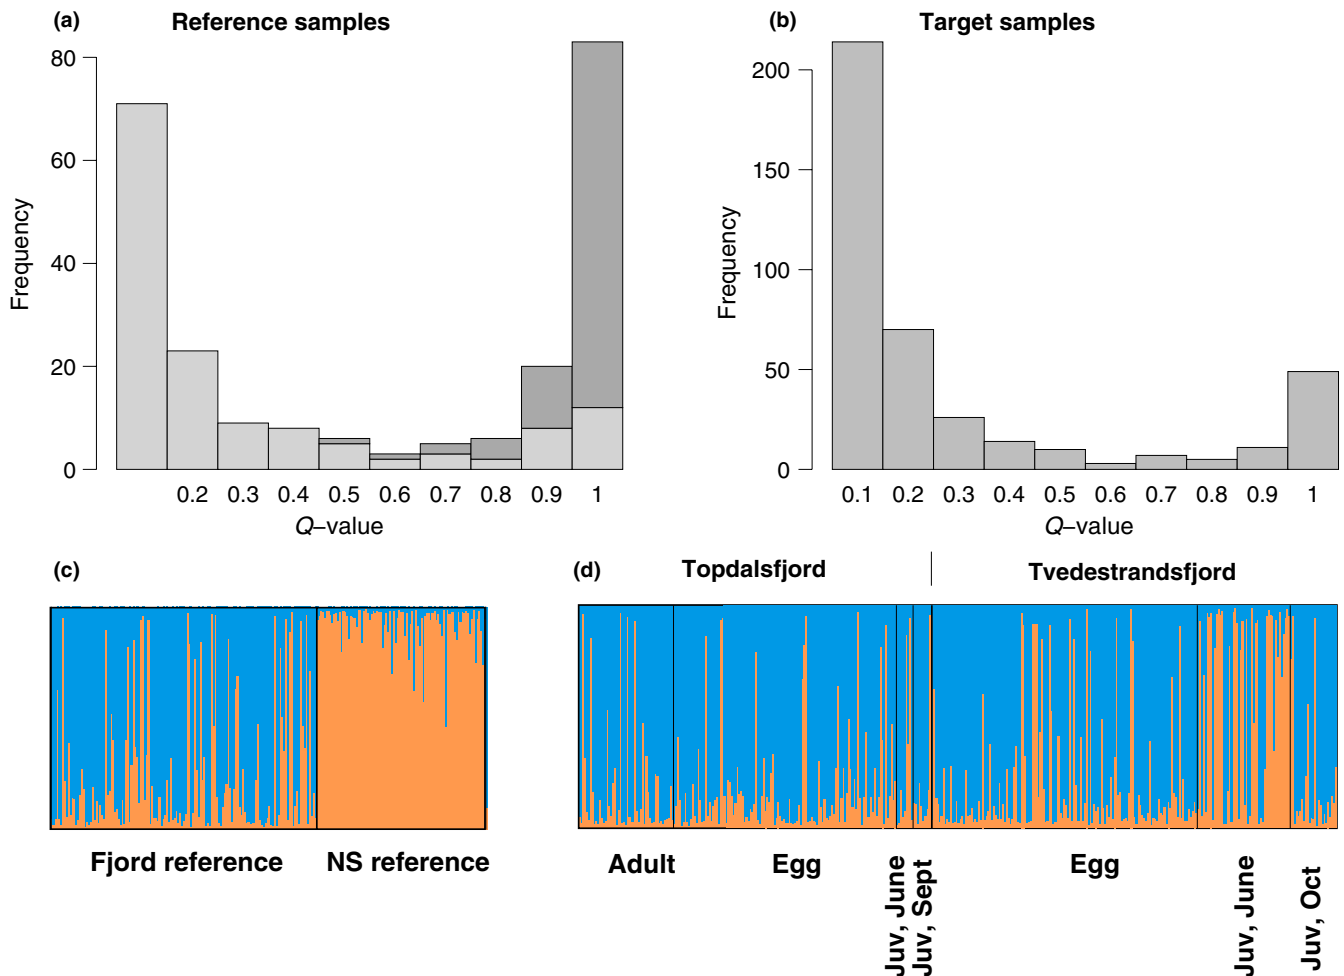 (a) Reference samples
80
60
40
20
0
Frequency
0.2 0.3 0.4 0.5 0.6 0.7 0.8 0.9 1
Q–value
(b) Target samples
200
150
100
50
0
Frequency
0.1 0.2 0.3 0.4 0.5 0.6 0.7 0.8 0.9 1
Q–value
(c)
Fjord reference NS reference
(d) Topdalsfjord Tvedestrandsfjord
Adult Egg Juv, June Juv, Sept Egg Juv, June Juv, Oct